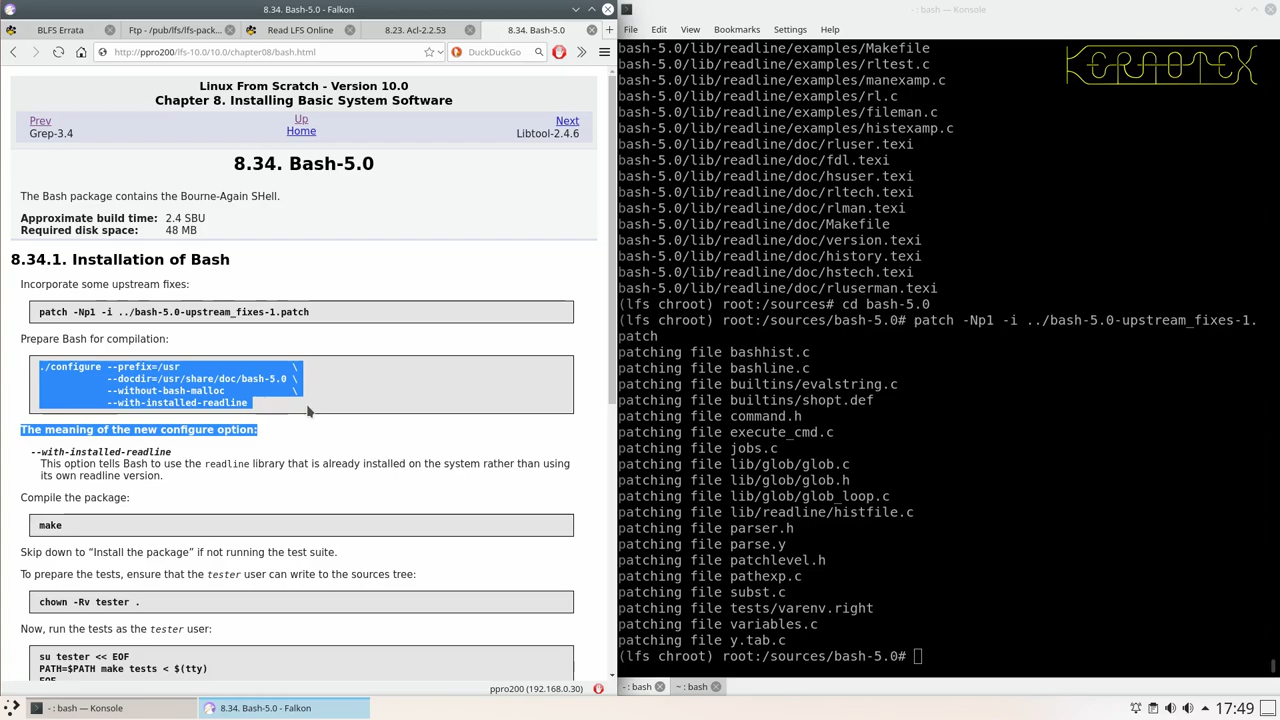 8.34. Bash-5.0 - Falkon
BLFS Errata
Ftp - /pub/lfs/lfs-pack...
Read LFS Online
8.23. Acl-2.2.53
8.34. Bash-5.0
http://ppro200/10.0/10.0/chapter08/bash.html
DuckDuckGo
Linux From Scratch - Version 10.0
Chapter 8. Installing Basic System Software
Prev
Up
Next
Grep-3.4
Home
Libtool-2.4.6
8.34. Bash-5.0
The Bash package contains the Bourne-Again SHell.
Approximate build time: 2.4 SBU
Required disk space: 48 MB
8.34.1. Installation of Bash
Incorporate some upstream fixes:
patch -Np1 -i ../bash-5.0-upstream_fixes-1.patch
Prepare Bash for compilation:
./configure --prefix=/usr \
--docdir=/usr/share/doc/bash-5.0 \
--without-bash-malloc \
--with-installed-readline
The meaning of the new configure option:
--with-installed-readline
This option tells Bash to use the readline library that is already installed on the system rather than using
its own readline version.
Compile the package:
make
Skip down to “Install the package” if not running the test suite.
To prepare the tests, ensure that the tester user can write to the sources tree:
chown -Rv tester .
Now, run the tests as the tester user:
su tester << EOF
PATH=$PATH make tests < $(tty)
EOF
ppro200 (192.168.0.30)
- : bash — Konsole
File Edit View Bookmarks Settings Help
KERAOTEX
bash-5.0/lib/readline/examples/Makefile
bash-5.0/lib/readline/examples/rltest.c
bash-5.0/lib/readline/examples/manexamp.c
bash-5.0/lib/readline/examples/rl.c
bash-5.0/lib/readline/examples/fileman.c
bash-5.0/lib/readline/examples/histexamp.c
bash-5.0/lib/readline/doc/rluser.texi
bash-5.0/lib/readline/doc/fdl.texi
bash-5.0/lib/readline/doc/hsuser.texi
bash-5.0/lib/readline/doc/rltech.texi
bash-5.0/lib/readline/doc/rlman.texi
bash-5.0/lib/readline/doc/Makefile
bash-5.0/lib/readline/doc/version.texi
bash-5.0/lib/readline/doc/history.texi
bash-5.0/lib/readline/doc/hstech.texi
bash-5.0/lib/readline/doc/rluserman.texi
(lfs chroot) root:/sources# cd bash-5.0
(lfs chroot) root:/sources/bash-5.0# patch -Np1 -i ../bash-5.0-upstream_fixes-1.
patch
patching file bashhist.c
patching file bashline.c
patching file builtins/evalstring.c
patching file builtins/shopt.def
patching file command.h
patching file execute_cmd.c
patching file jobs.c
patching file lib/glob/glob.c
patching file lib/glob/glob.h
patching file lib/glob/glob_loop.c
patching file lib/readline/histfile.c
patching file parser.h
patching file parse.y
patching file patchlevel.h
patching file pathexp.c
patching file subst.c
patching file tests/varenv.right
patching file variables.c
patching file y.tab.c
(lfs chroot) root:/sources/bash-5.0#
- : bash
~ : bash
- : bash — Konsole
8.34. Bash-5.0 - Falkon
17:49